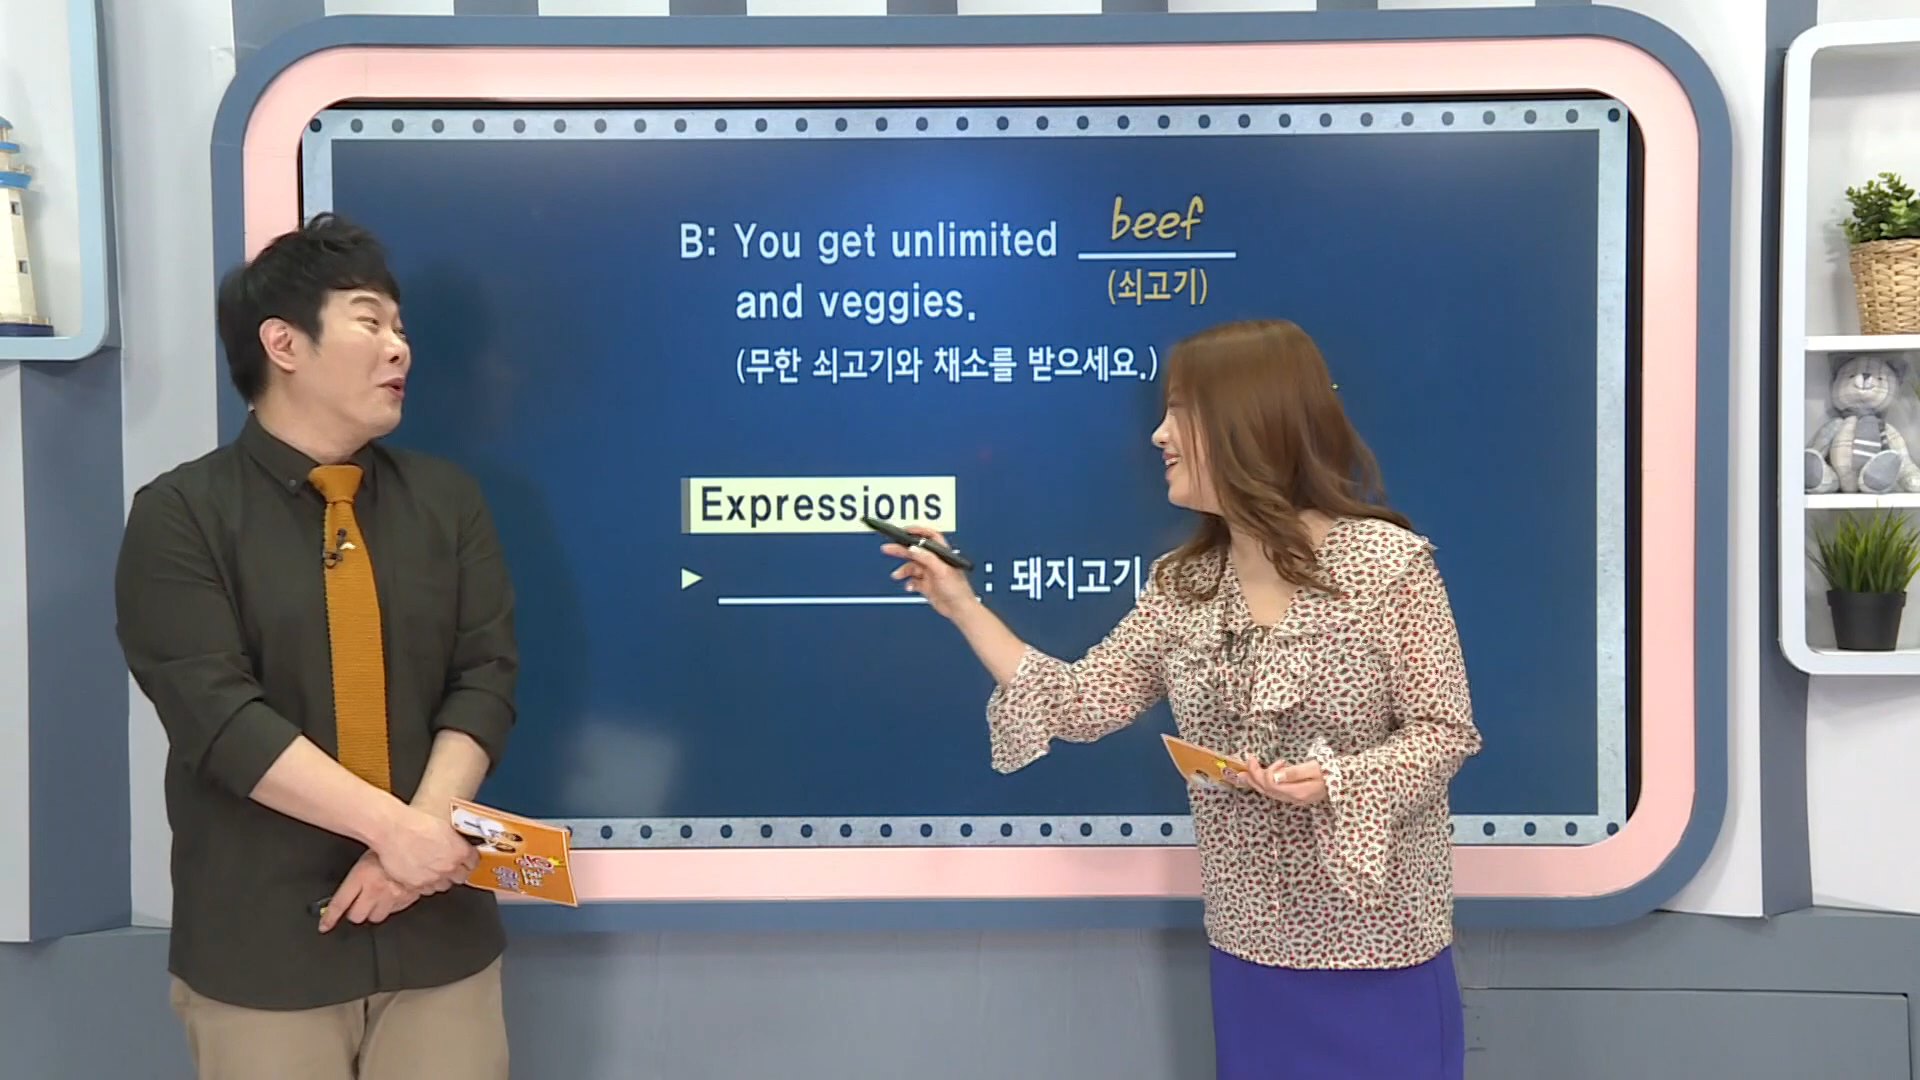 B: You get unlimited beef
(쇠고기)
and veggies.
(무한 쇠고기와 채소를 받으세요.)
Expressions
▶ ____ : 돼지고기